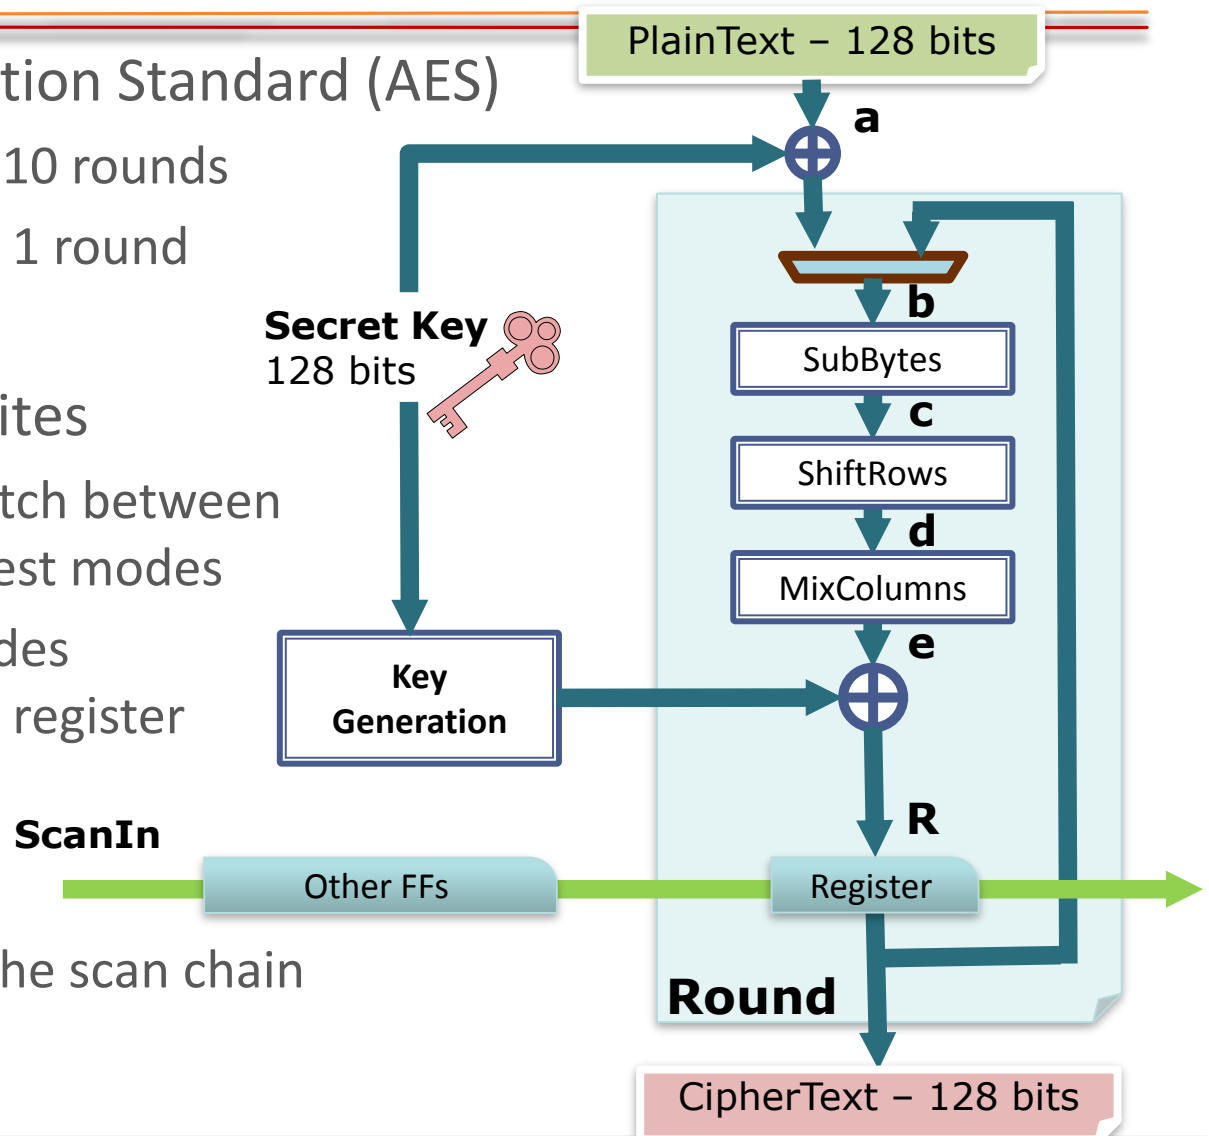 PlainText – 128 bits
tion Standard (AES)
a
10 rounds
1 round
b
Secret Key
128 bits
SubBytes
c
ites
ShiftRows
tch between
d
est modes
MixColumns
e
des
Key
Generation
register
R
ScanIn
Other FFs
Register
he scan chain
Round
CipherText – 128 bits